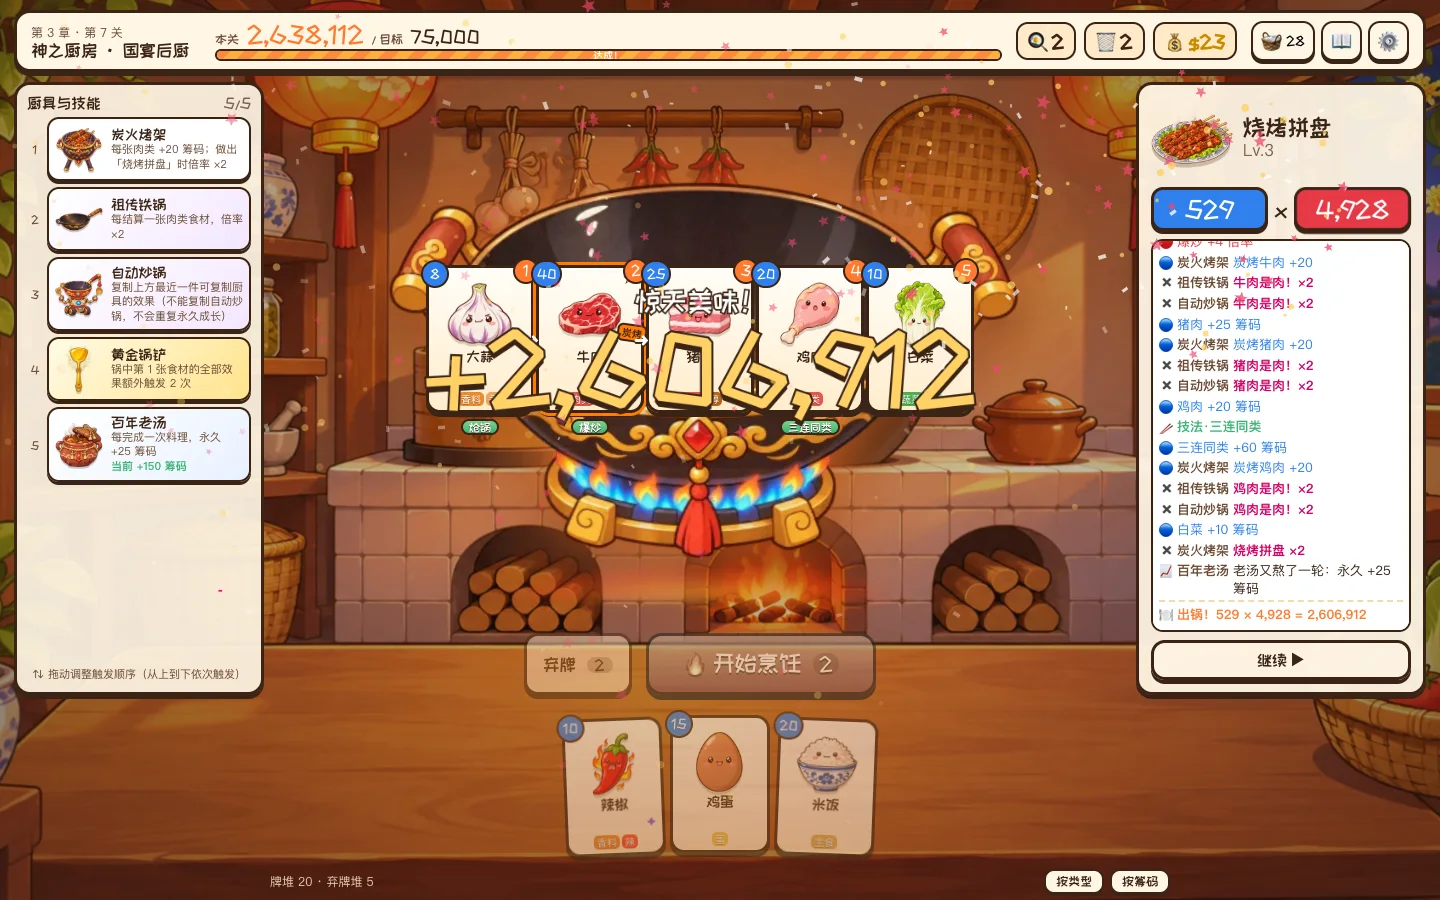 第 3 章 · 第 7 关
神之厨房 · 国宴后厨
本关 2,638,112 / 目标 75,000
达成!
2
2
$23
28
厨具与技能 5/5
1
炭火烤架
每张肉类 +20 筹码；做出
「烧烤拼盘」时倍率 ×2
2
祖传铁锅
每结算一张肉类食材，倍率
×2
3
自动炒锅
复制上方最近一件可复制厨
具的效果（不能复制自动炒
锅，不会重复永久成长）
4
黄金锅铲
锅中第 1 张食材的全部效
果额外触发 2 次
5
百年老汤
每完成一次料理，永久
+25 筹码
当前 +150 筹码
⇅ 拖动调整触发顺序（从上到下依次触发）
8 1 40 2 25 3 20 4 10 5
惊天美味!
炭烤
大蒜
+2,606,912
香料
炝锅
爆炒
三连同类
弃牌 2
开始烹饪 2
10
辣椒
香料 辣
15
鸡蛋
蛋
20
米饭
主食
牌堆 20 · 弃牌堆 5
按类型
按筹码
烧烤拼盘
Lv.3
529 × 4,928
爆炒 +4 倍率
炭火烤架 炭烤牛肉 +20
祖传铁锅 牛肉是肉！×2
自动炒锅 牛肉是肉！×2
猪肉 +25 筹码
炭火烤架 炭烤猪肉 +20
祖传铁锅 猪肉是肉！×2
自动炒锅 猪肉是肉！×2
鸡肉 +20 筹码
技法·三连同类
三连同类 +60 筹码
炭火烤架 炭烤鸡肉 +20
祖传铁锅 鸡肉是肉！×2
自动炒锅 鸡肉是肉！×2
白菜 +10 筹码
炭火烤架 烧烤拼盘 ×2
百年老汤 老汤又熬了一轮：永久 +25
筹码
出锅！529 × 4,928 = 2,606,912
继续 ▶